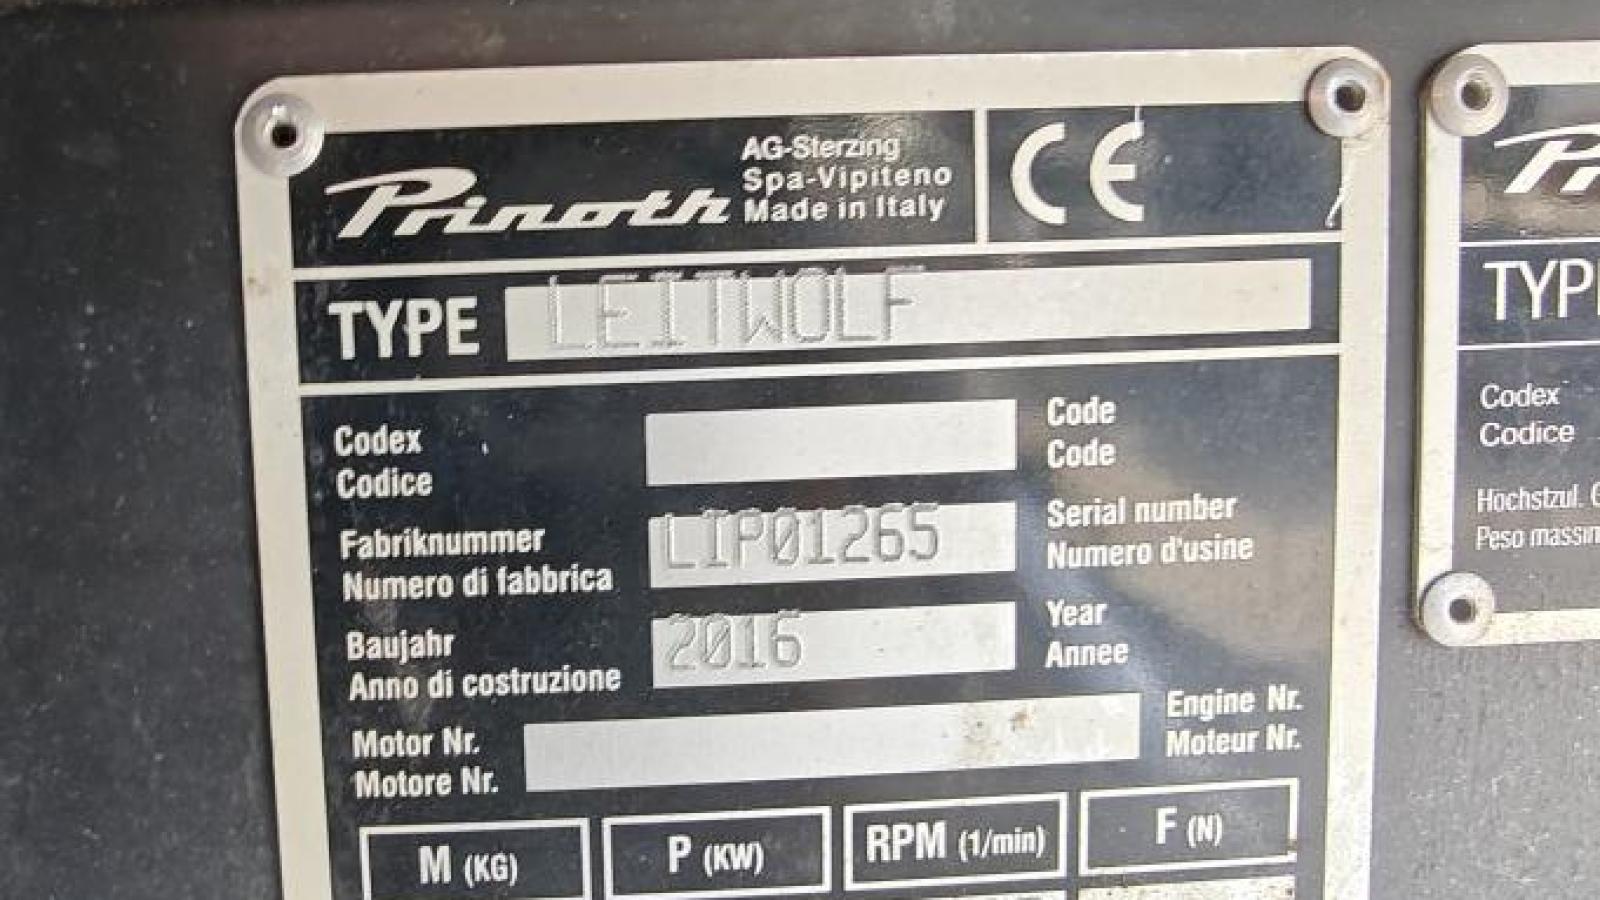 Prinoth AG-Sterzing
Spa-Vipiteno
Made in Italy
CE
TYPE LEITWOLF
Codex
Codice
Code
Code
Fabriknummer
Numero di fabbrica
LIP01265
Serial number
Numero d'usine
Baujahr
Anno di costruzione
2016
Year
Annee
Motor Nr.
Motore Nr.
Engine Nr.
Moteur Nr.
M (KG) P (KW) RPM (1/min) F (N)
TYPE
Codex
Codice
Hochstzul.
Peso